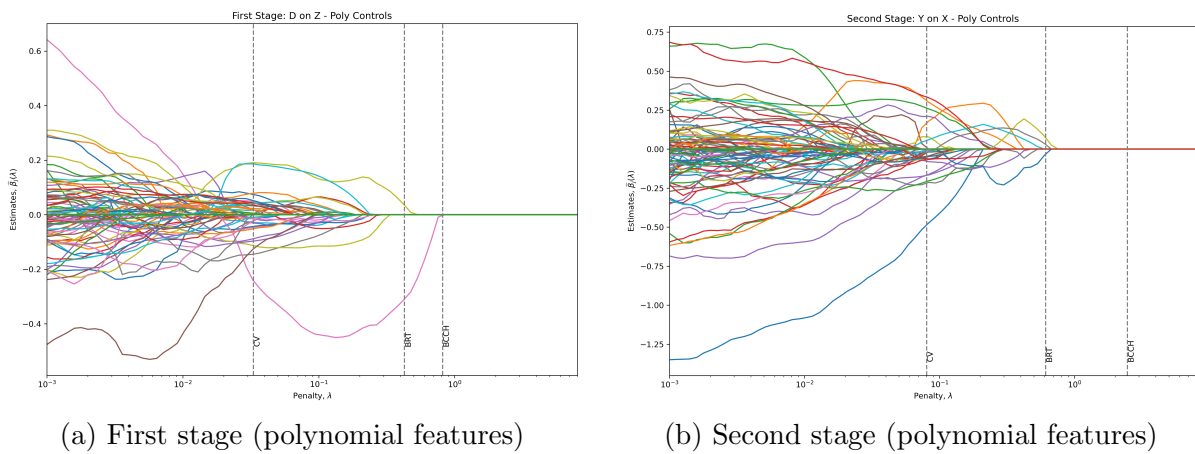 First Stage: D on Z - Poly Controls
0.6
0.4
0.2
0.0
−0.2
−0.4
Estimates, β̂ⱼ(λ)
CV
BRT
BCCH
10⁻³
10⁻²
10⁻¹
10⁰
Penalty, λ
(a) First stage (polynomial features)
Second Stage: Y on X - Poly Controls
0.75
0.50
0.25
0.00
−0.25
−0.50
−0.75
−1.00
−1.25
Estimates, β̂ⱼ(λ)
CV
BRT
BCCH
10⁻³
10⁻²
10⁻¹
10⁰
Penalty, λ
(b) Second stage (polynomial features)